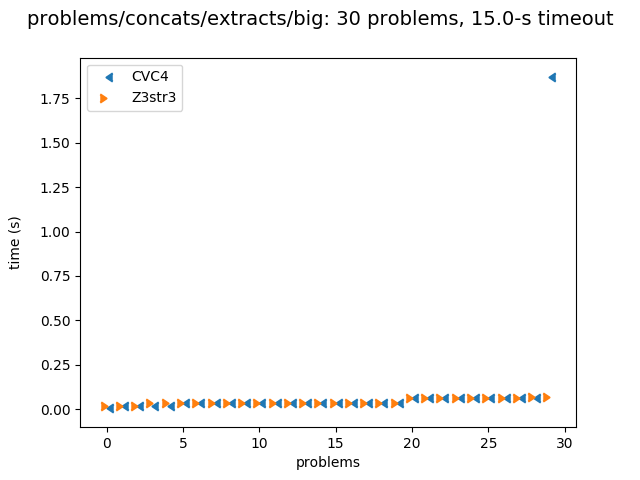 problems/concats/extracts/big: 30 problems, 15.0-s timeout
CVC4
Z3str3
1.75
1.50
1.25
1.00
0.75
0.50
0.25
0.00
time (s)
0 5 10 15 20 25 30
problems